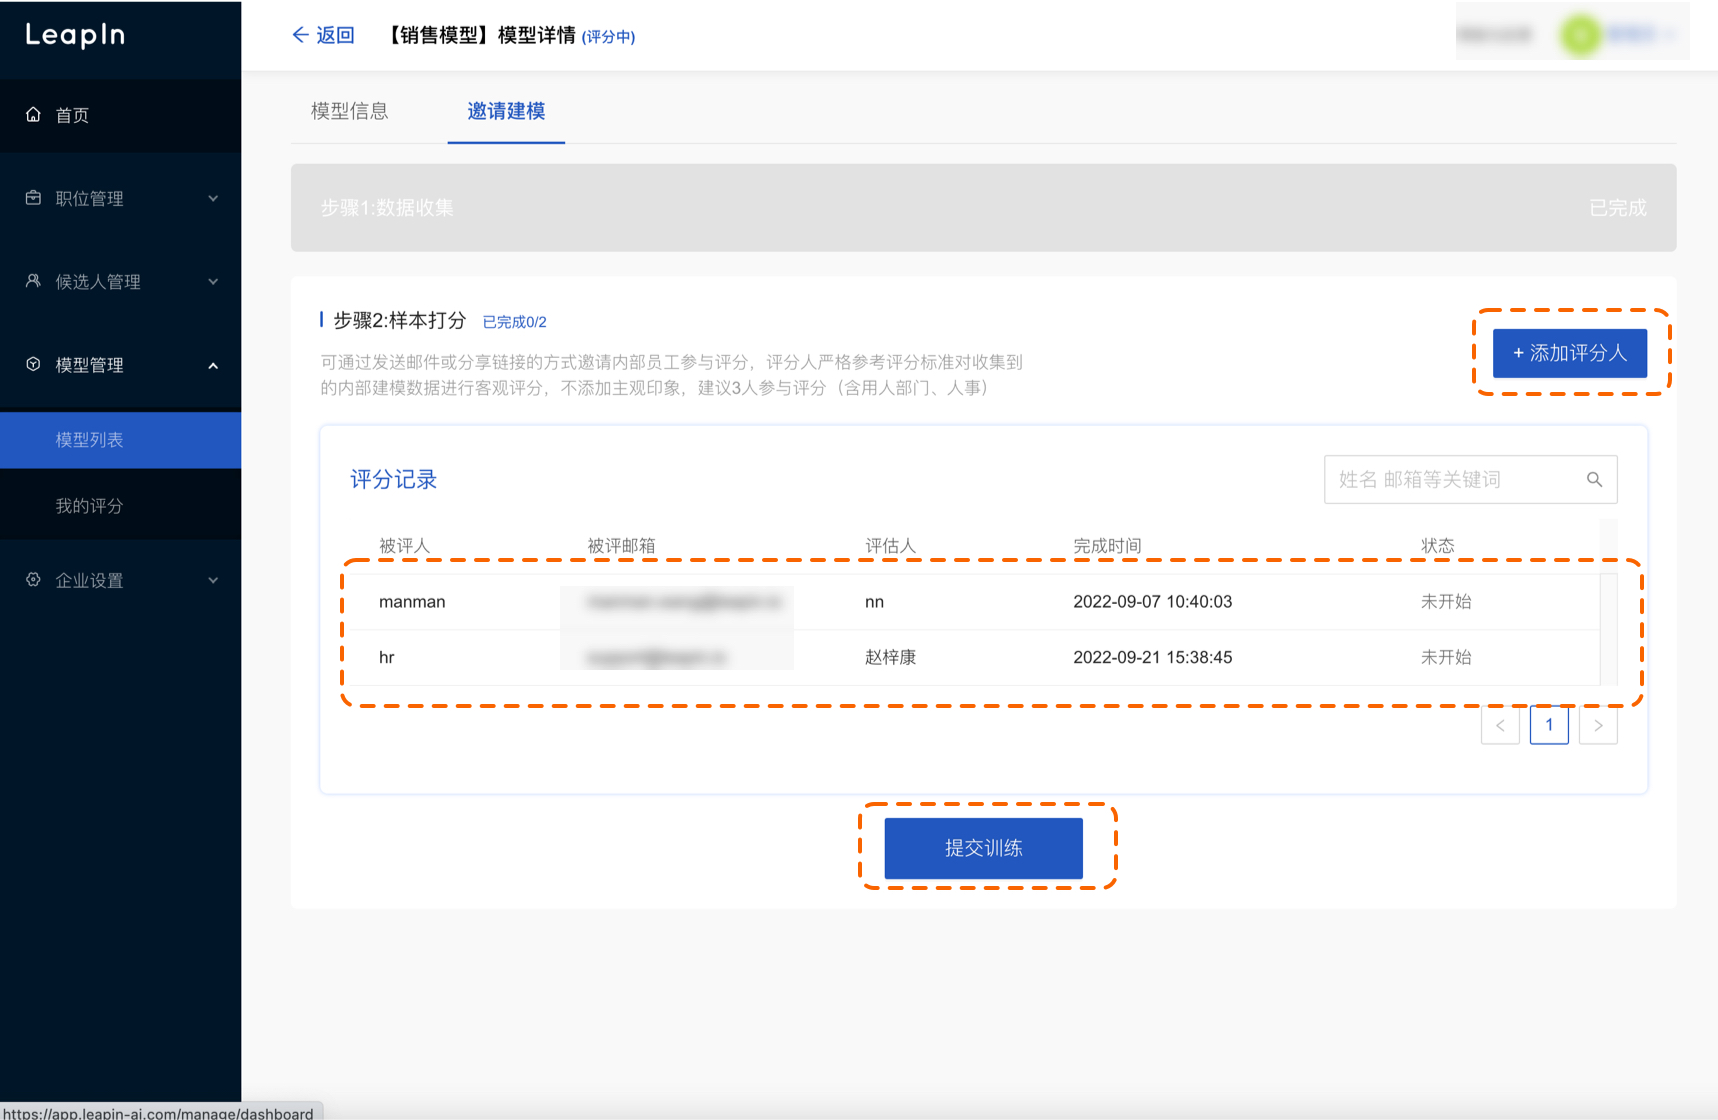 LeapIn
首页
职位管理
候选人管理
模型管理
模型列表
我的评分
企业设置
返回 【销售模型】模型详情 (评分中)
模型信息 邀请建模
步骤1:数据收集 已完成
步骤2:样本打分 已完成0/2
可通过发送邮件或分享链接的方式邀请内部员工参与评分，评分人严格参考评分标准对收集到
的内部建模数据进行客观评分，不添加主观印象，建议3人参与评分（含用人部门、人事）
+ 添加评分人
评分记录 姓名 邮箱等关键词
被评人 被评邮箱 评估人 完成时间 状态
manman nn 2022-09-07 10:40:03 未开始
hr 赵梓康 2022-09-21 15:38:45 未开始
< 1 >
提交训练
https://app.leapin-ai.com/manage/dashboard